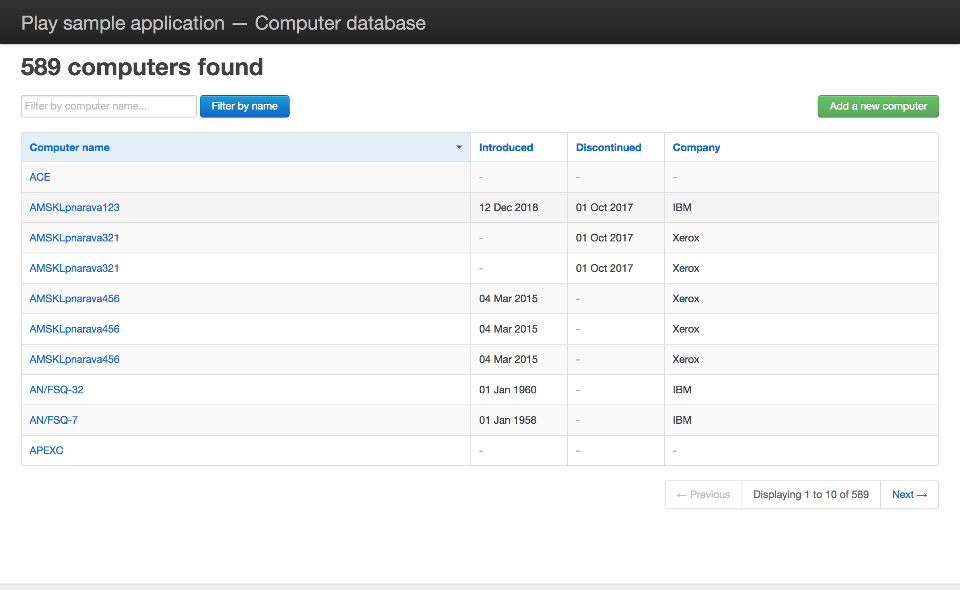 Play sample application — Computer database
589 computers found
Filter by computer name... Filter by name Add a new computer
Computer name Introduced Discontinued Company
ACE - - -
AMSKLpnarava123 12 Dec 2018 01 Oct 2017 IBM
AMSKLpnarava321 - 01 Oct 2017 Xerox
AMSKLpnarava321 - 01 Oct 2017 Xerox
AMSKLpnarava456 04 Mar 2015 - Xerox
AMSKLpnarava456 04 Mar 2015 - Xerox
AMSKLpnarava456 04 Mar 2015 - Xerox
AN/FSQ-32 01 Jan 1960 - IBM
AN/FSQ-7 01 Jan 1958 - IBM
APEXC - - -
← Previous Displaying 1 to 10 of 589 Next →